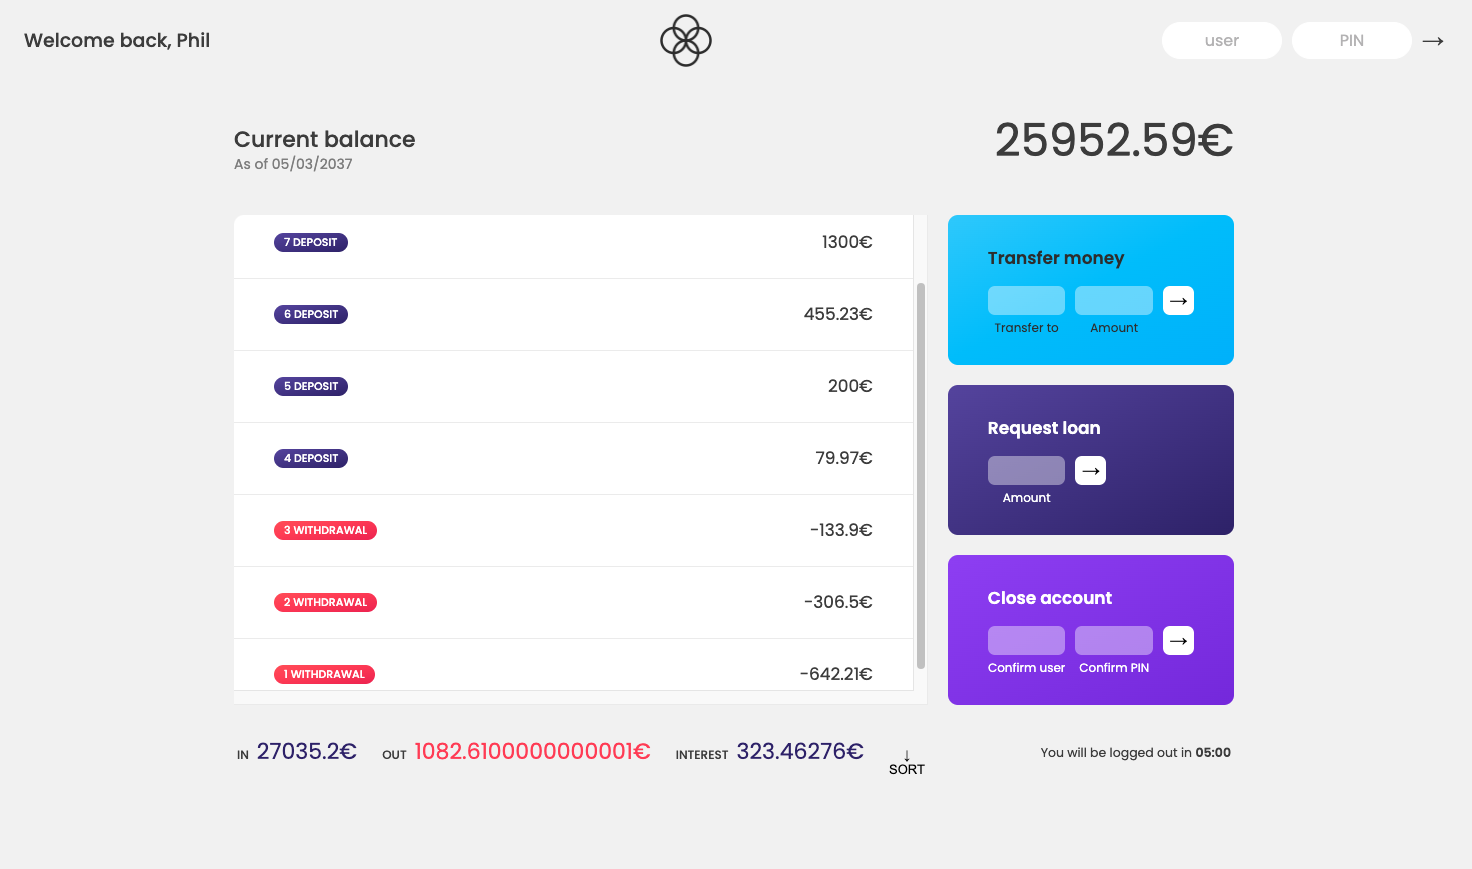 Welcome back, Phil
user
PIN
→
Current balance
As of 05/03/2037
25952.59€
7 DEPOSIT
1300€
6 DEPOSIT
455.23€
5 DEPOSIT
200€
4 DEPOSIT
79.97€
3 WITHDRAWAL
-133.9€
2 WITHDRAWAL
-306.5€
1 WITHDRAWAL
-642.21€
Transfer money
→
Transfer to
Amount
Request loan
→
Amount
Close account
→
Confirm user
Confirm PIN
IN 27035.2€
OUT 1082.6100000000001€
INTEREST 323.46276€
↓
SORT
You will be logged out in 05:00